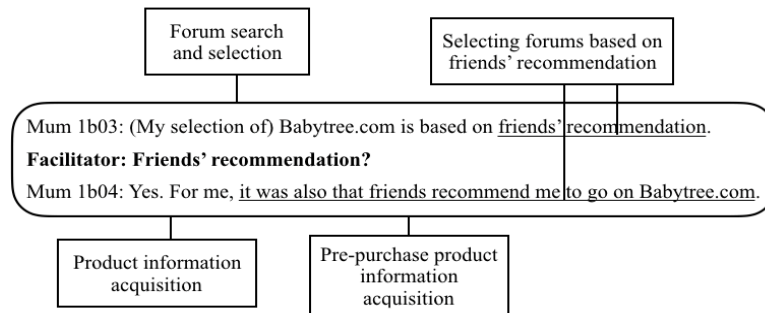 Forum search
and selection
Selecting forums based on
friends' recommendation
Mum 1b03: (My selection of) Babytree.com is based on friends' recommendation.
Facilitator: Friends' recommendation?
Mum 1b04: Yes. For me, it was also that friends recommend me to go on Babytree.com.
Product information
acquisition
Pre-purchase product
information
acquisition